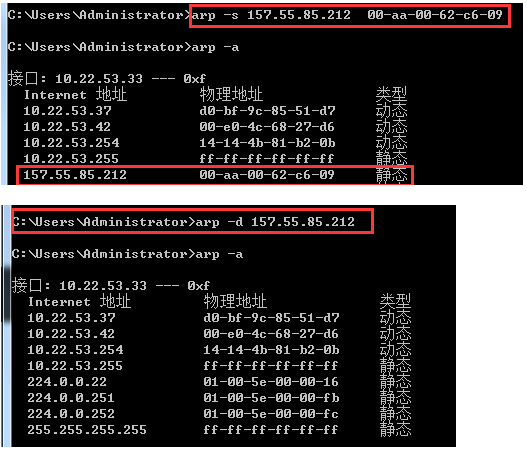 C:\Users\Administrator>arp -s 157.55.85.212  00-aa-00-62-c6-09
C:\Users\Administrator>arp -a
接口: 10.22.53.33 --- 0xf
Internet 地址 物理地址 类型
10.22.53.37 d0-bf-9c-85-51-d7 动态
10.22.53.42 00-e0-4c-68-27-d6 动态
10.22.53.254 14-14-4b-81-b2-0b 动态
10.22.53.255 ff-ff-ff-ff-ff-ff 静态
157.55.85.212 00-aa-00-62-c6-09 静态
C:\Users\Administrator>arp -d 157.55.85.212
C:\Users\Administrator>arp -a
接口: 10.22.53.33 --- 0xf
Internet 地址 物理地址 类型
10.22.53.37 d0-bf-9c-85-51-d7 动态
10.22.53.42 00-e0-4c-68-27-d6 动态
10.22.53.254 14-14-4b-81-b2-0b 动态
10.22.53.255 ff-ff-ff-ff-ff-ff 静态
224.0.0.22 01-00-5e-00-00-16 静态
224.0.0.251 01-00-5e-00-00-fb 静态
224.0.0.252 01-00-5e-00-00-fc 静态
255.255.255.255 ff-ff-ff-ff-ff-ff 静态